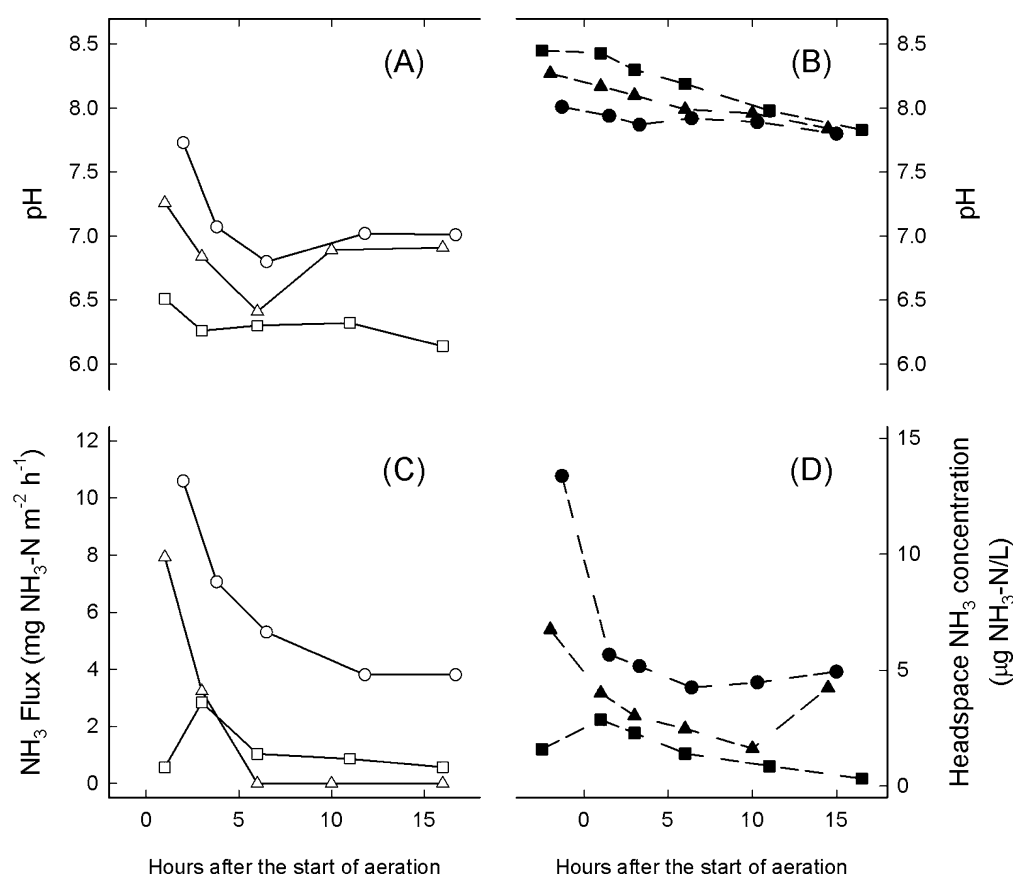 (A)
8.5
8.0
7.5
7.0
6.5
6.0
pH
(B)
8.5
8.0
7.5
7.0
6.5
6.0
pH
(C)
12
10
8
6
4
2
0
NH3 Flux (mg NH3-N m-2 h-1)
0 5 10 15
Hours after the start of aeration
(D)
15
10
5
0
Headspace NH3 concentration
(μg NH3-N/L)
0 5 10 15
Hours after the start of aeration